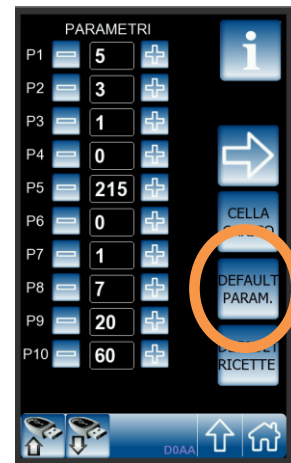 PARAMETRI
P1 5
P2 3
P3 1
P4 0
P5 215
P6 0
P7 1
P8 7
P9 20
P10 60
i
CELLA
DEFAULT
PARAM.
RICETTE
D0AA